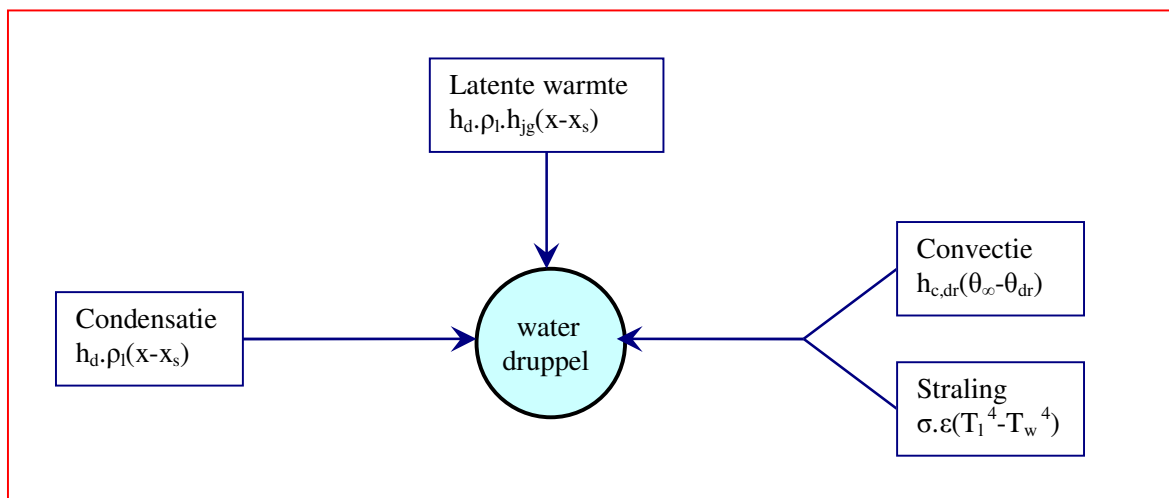 Latente warmte
h_d.ρ_l.h_jg(x-x_s)
Condensatie
h_d.ρ_l(x-x_s)
water
druppel
Convectie
h_c,dr(θ_∞-θ_dr)
Straling
σ.ε(T_l^4-T_w^4)